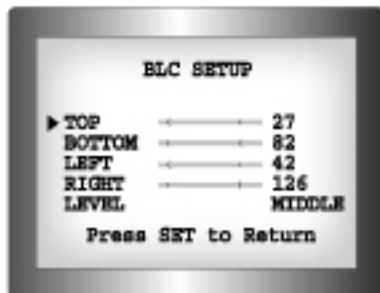 BLC SETUP
TOP 27
BOTTOM 82
LEFT 42
RIGHT 126
LEVEL MIDDLE
Press SET to Return